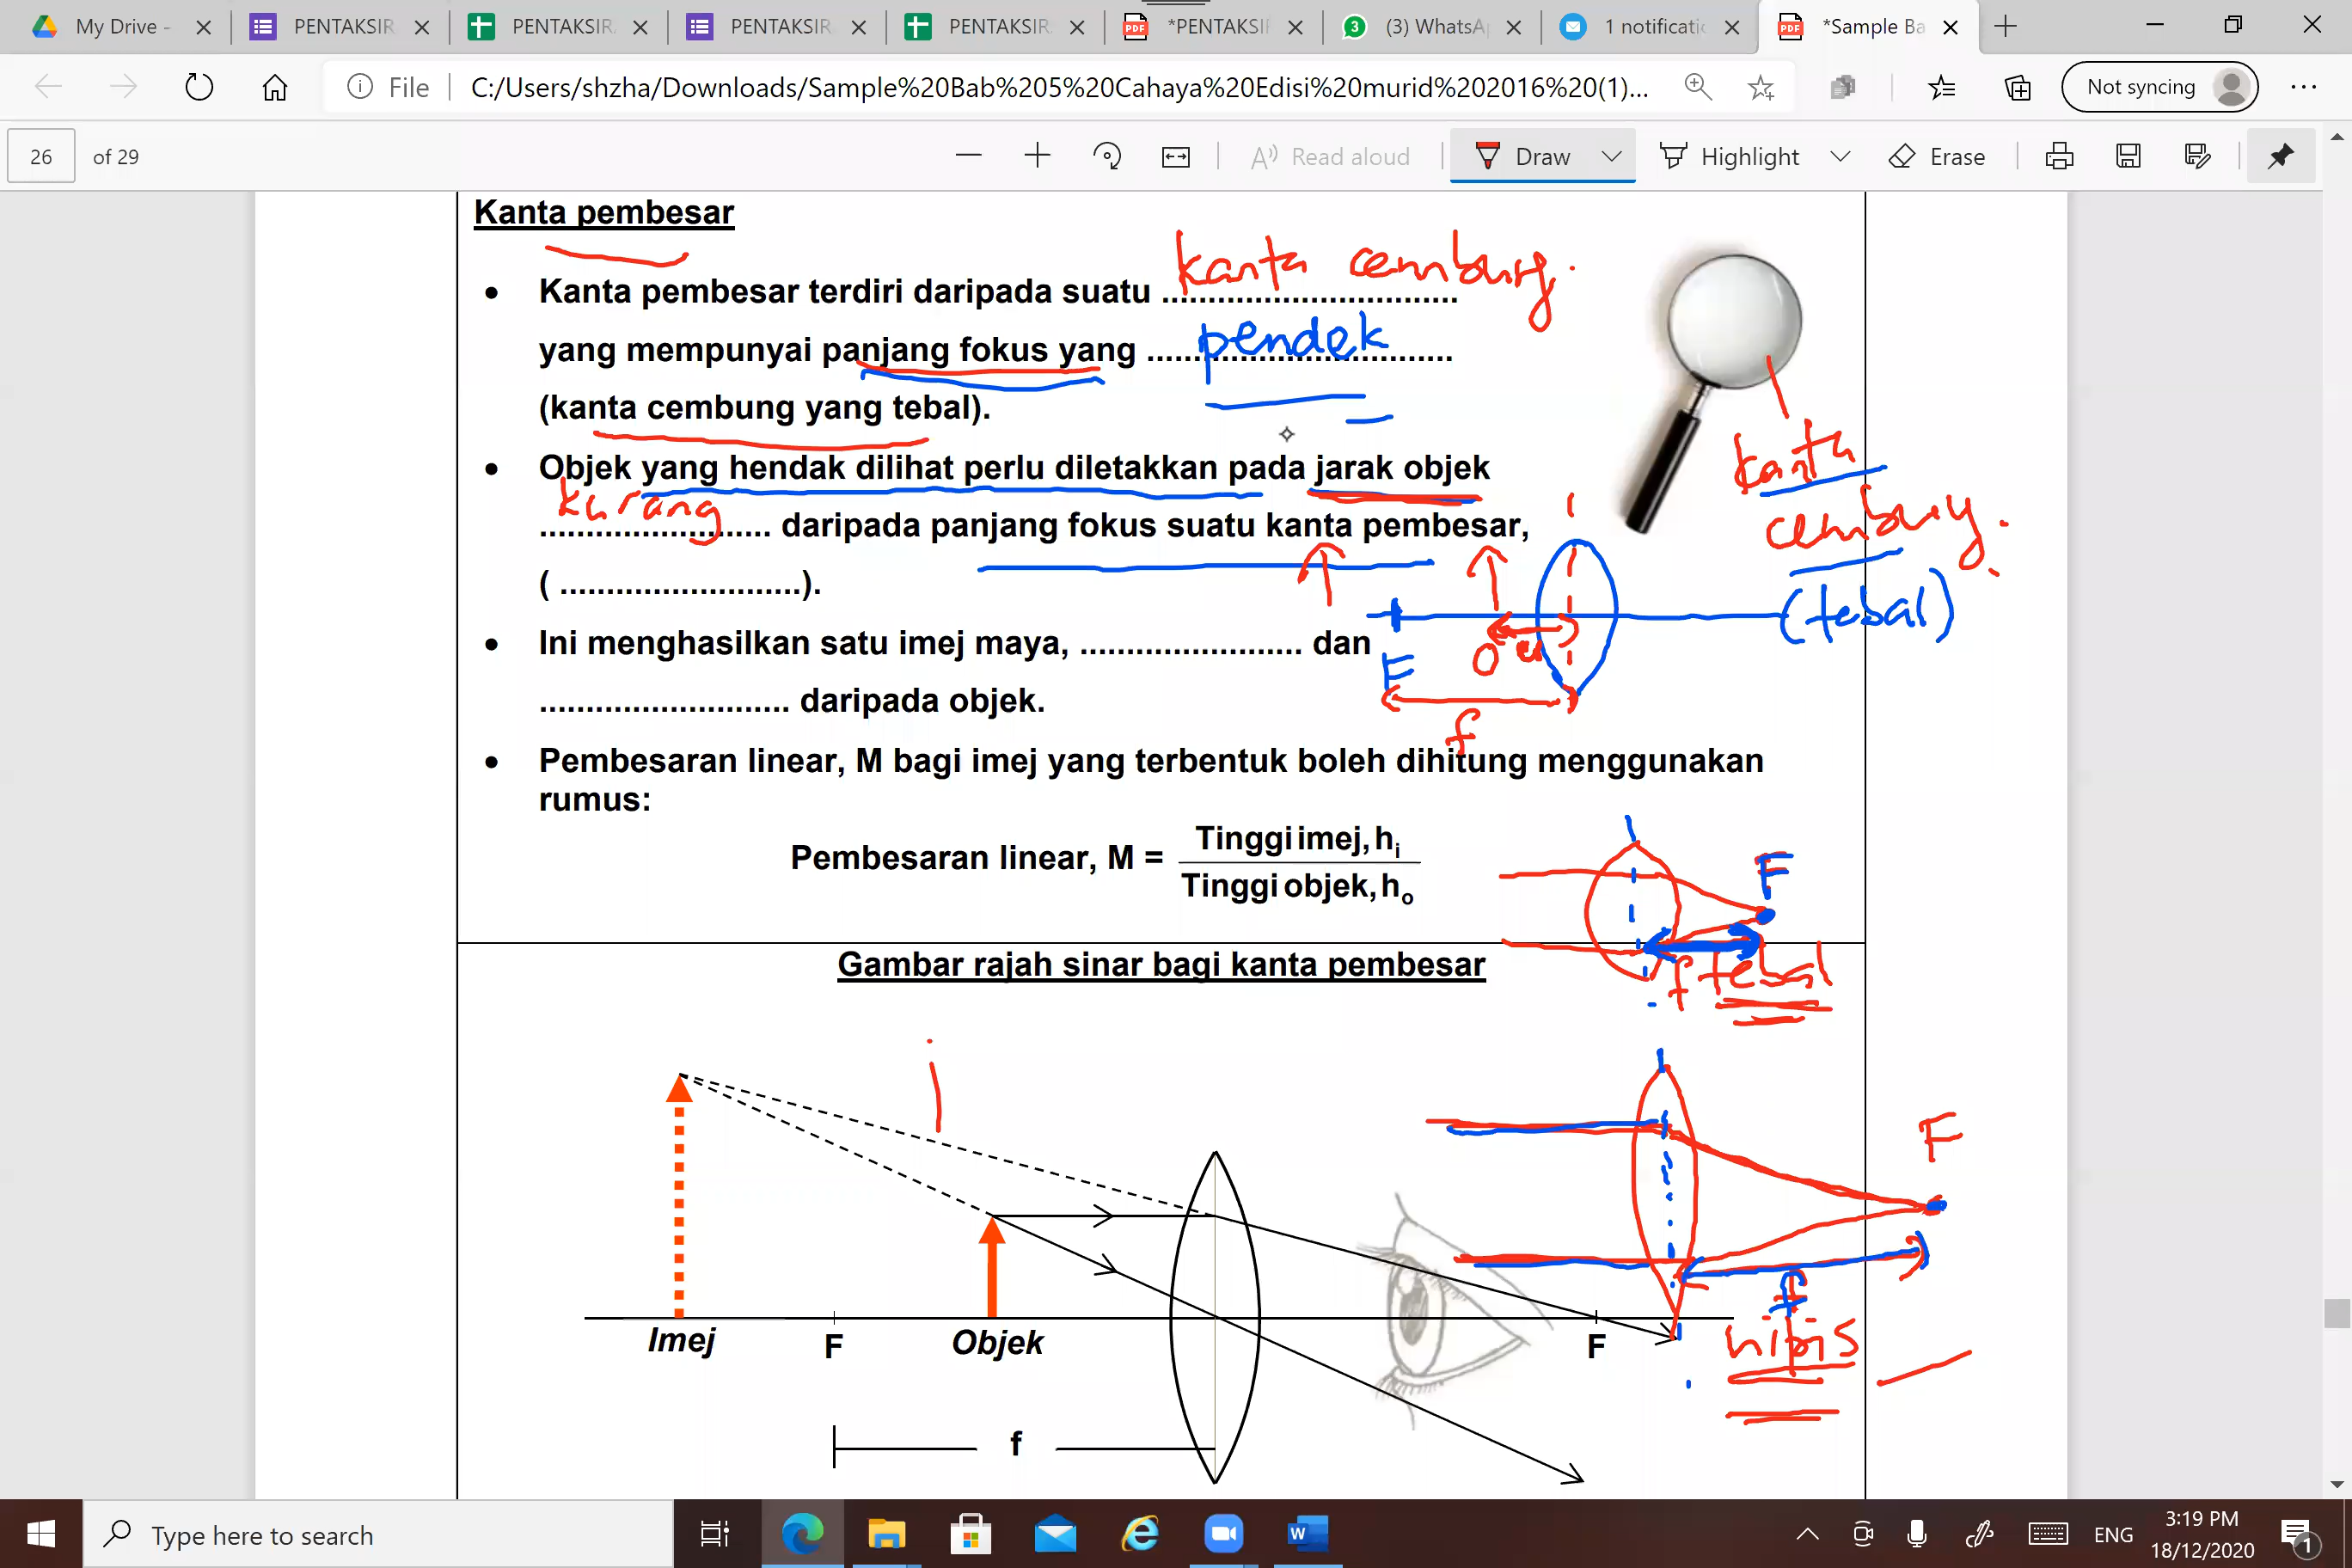 My Drive -
PENTAKSIR
PENTAKSIR
PENTAKSIR
PENTAKSIR
*PENTAKSIR
(3) WhatsA
1 notificatic
*Sample Ba
File
C:/Users/shzha/Downloads/Sample%20Bab%205%20Cahaya%20Edisi%20murid%202016%20(1)...
Not syncing
26 of 29
Read aloud
Draw
Highlight
Erase
Kanta pembesar
kanta cembung.
• Kanta pembesar terdiri daripada suatu ................................
yang mempunyai panjang fokus yang ................................. pendek
(kanta cembung yang tebal).
• Objek yang hendak dilihat perlu diletakkan pada jarak objek
kurang
......................... daripada panjang fokus suatu kanta pembesar,
( ..........................).
kanta
cembung.
(tebal)
• Ini menghasilkan satu imej maya, ........................ dan
........................... daripada objek.
F
O u
f
• Pembesaran linear, M bagi imej yang terbentuk boleh dihitung menggunakan
rumus:
Pembesaran linear, M = Tinggi imej, hi
Tinggi objek, ho
F
f tebal
Gambar rajah sinar bagi kanta pembesar
F
f
nipis
Imej
F
Objek
F
f
Type here to search
ENG
3:19 PM
18/12/2020
1